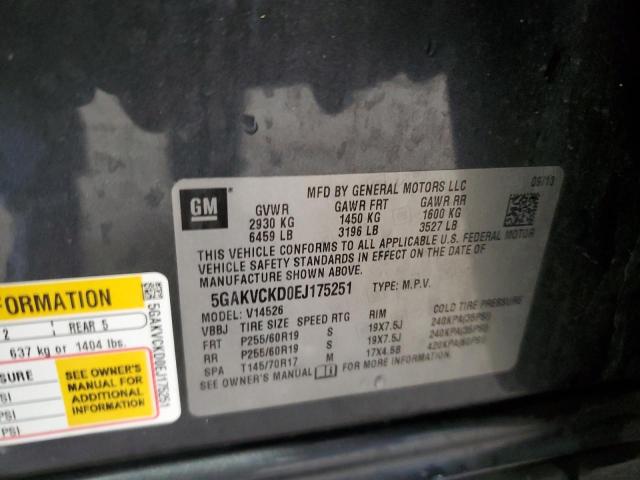 09/13
GM
MFD BY GENERAL MOTORS LLC
GVWR GAWR FRT GAWR RR
2930 KG 1450 KG 1600 KG
6459 LB 3196 LB 3527 LB
THIS VEHICLE CONFORMS TO ALL APPLICABLE U.S. FEDERAL MOTOR
VEHICLE SAFETY STANDARDS IN EFFECT ON THE DATE OF
MANUFACTURE SHOWN ABOVE.
5GAKVCKD0EJ175251 TYPE: M.P.V.
MODEL: V14526
VBBJ TIRE SIZE SPEED RTG RIM COLD TIRE PRESSURE
FRT P255/60R19 S 19X7.5J 240KPA(35PSI)
RR P255/60R19 S 19X7.5J 240KPA(35PSI)
SPA T145/70R17 M 17X4.5B 420KPA(60PSI)
SEE OWNER'S MANUAL FOR MORE INFORMATION.
FORMATION
2 REAR 5
637 kg or 1404 lbs.
SURE
SI
PSI
PSI
SEE OWNER'S
MANUAL FOR
ADDITIONAL
INFORMATION
5GAKVCKD0EJ175251